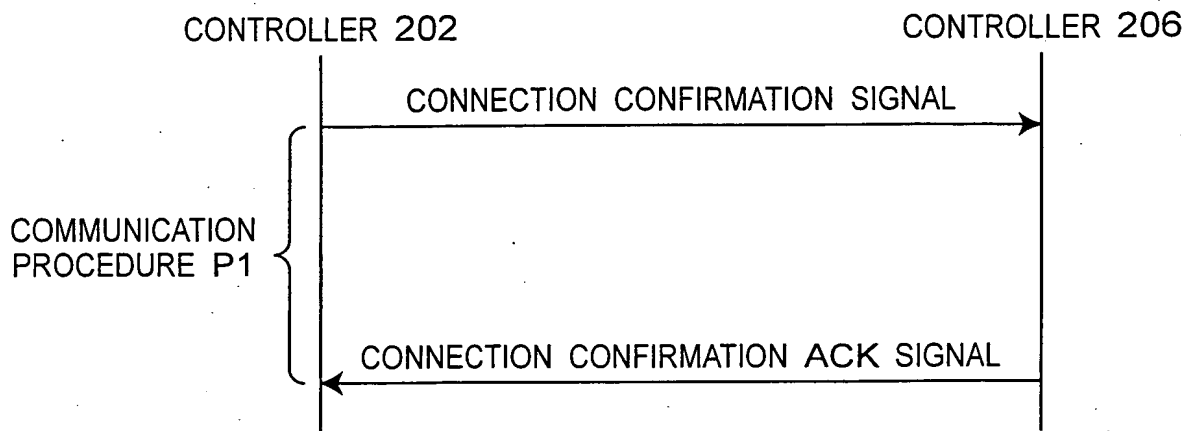 CONTROLLER 202
CONTROLLER 206
CONNECTION CONFIRMATION SIGNAL
COMMUNICATION
PROCEDURE P1
CONNECTION CONFIRMATION ACK SIGNAL